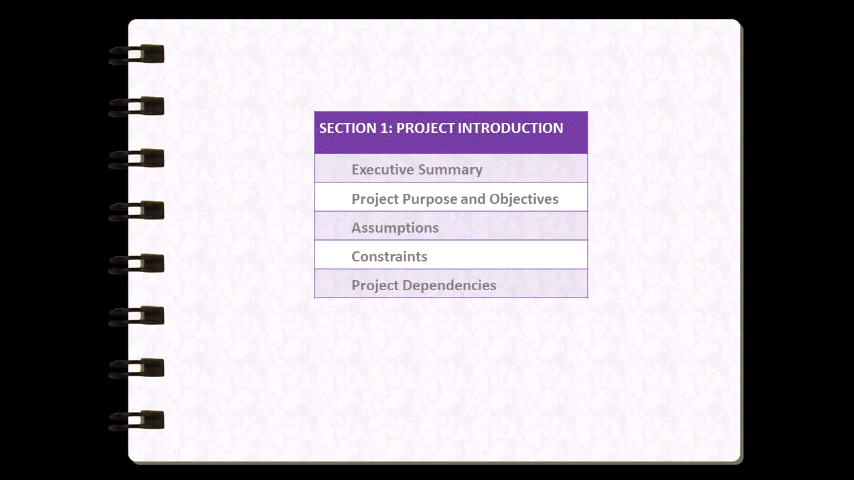 SECTION 1: PROJECT INTRODUCTION
Executive Summary
Project Purpose and Objectives
Assumptions
Constraints
Project Dependencies